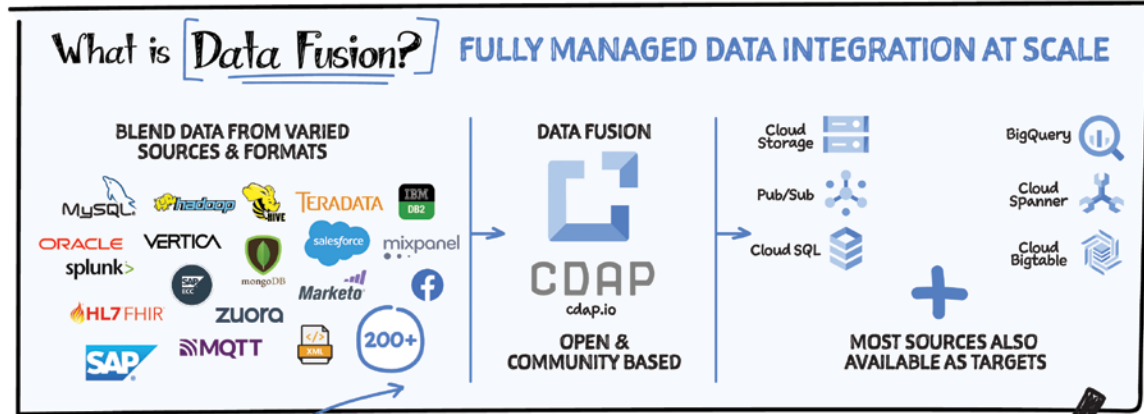 What is [Data Fusion?] FULLY MANAGED DATA INTEGRATION AT SCALE
BLEND DATA FROM VARIED
SOURCES & FORMATS
MySQL
hadoop
HIVE
TERADATA
IBM
DB2
ORACLE
VERTICA
mongoDB
salesforce
mixpanel
splunk>
SAP
ECC
Marketo
HL7 FHIR
zuora
SAP
MQTT
</>
XML
200+
DATA FUSION
CDAP
cdap.io
OPEN &
COMMUNITY BASED
Cloud
Storage
Pub/Sub
Cloud SQL
BigQuery
Cloud
Spanner
Cloud
Bigtable
MOST SOURCES ALSO
AVAILABLE AS TARGETS